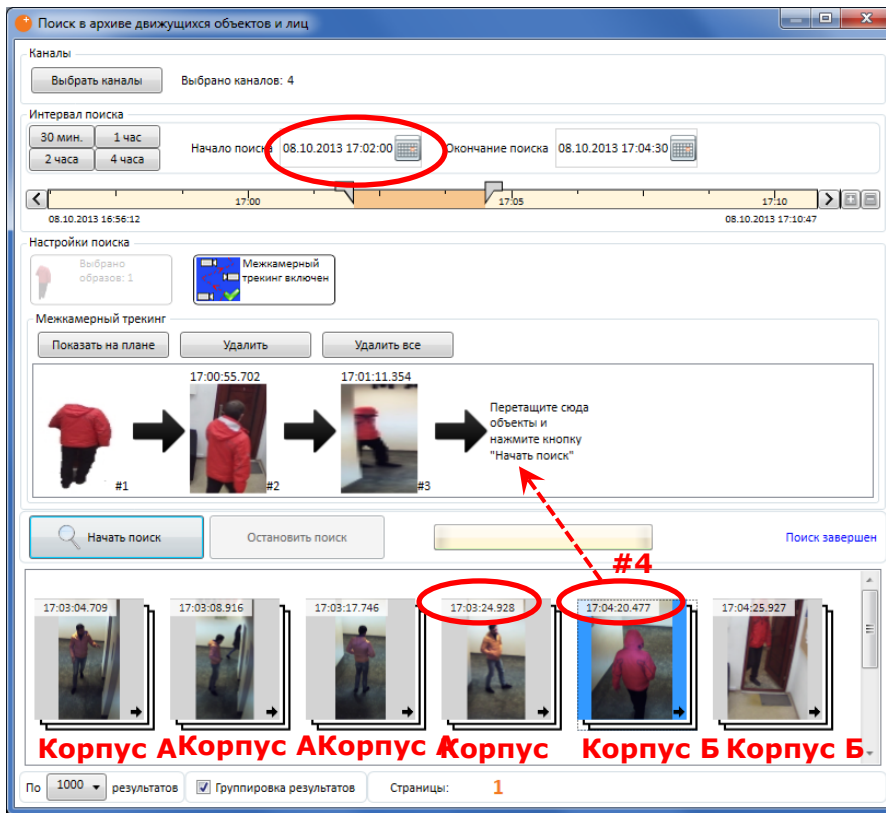 Поиск в архиве движущихся объектов и лиц
Каналы
Выбрать каналы Выбрано каналов: 4
Интервал поиска
30 мин. 1 час
2 часа 4 часа
Начало поиска 08.10.2013 17:02:00 Окончание поиска 08.10.2013 17:04:30
17:00 17:05 17:10
08.10.2013 16:56:12 08.10.2013 17:10:47
Настройки поиска
Выбрано
образов: 1
Межкамерный
трекинг включен
Межкамерный трекинг
Показать на плане Удалить Удалить все
17:00:55.702 17:01:11.354
Перетащите сюда
объекты и
нажмите кнопку
"Начать поиск"
#1 #2 #3
Начать поиск Остановить поиск Поиск завершен
#4
17:03:04.709 17:03:08.916 17:03:17.746 17:03:24.928 17:04:20.477 17:04:25.927
Корпус А Корпус А Корпус А Корпус Корпус Б Корпус Б
По 1000 результатов Группировка результатов Страницы: 1